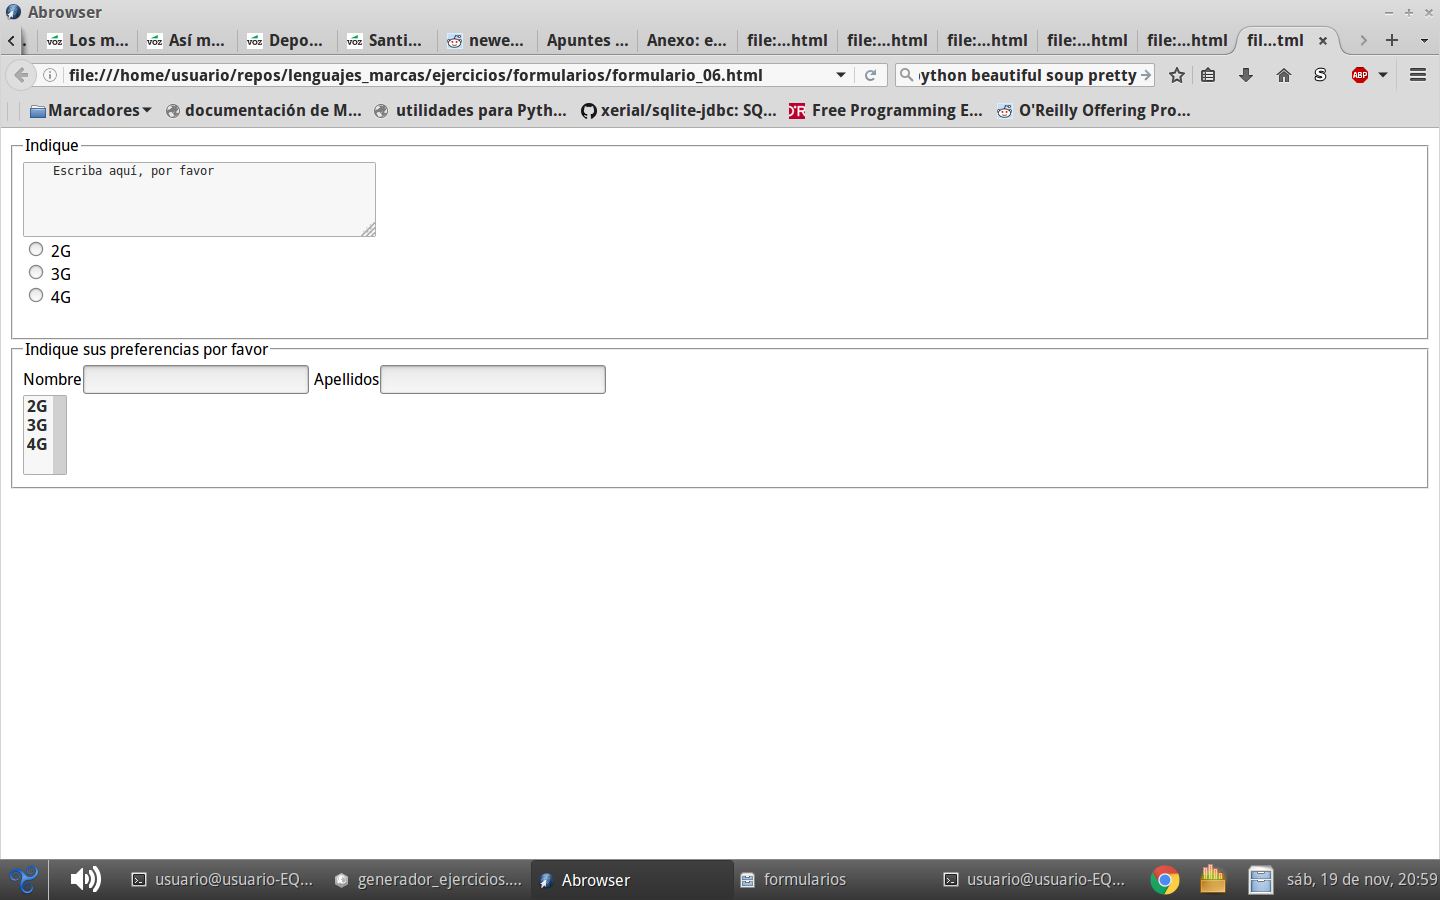 Abrowser
Los m...
Así m...
Depo...
Santi...
newe...
Apuntes ...
Anexo: e...
file:...html
file:...html
file:...html
file:...html
file:...html
fil...tml
file:///home/usuario/repos/lenguajes_marcas/ejercicios/formularios/formulario_06.html
ython beautiful soup pretty
S
ABP
Marcadores
documentación de M...
utilidades para Pyth...
xerial/sqlite-jdbc: SQ...
Free Programming E...
O'Reilly Offering Pro...
Indique
Escriba aquí, por favor
2G
3G
4G
Indique sus preferencias por favor
Nombre Apellidos
2G
3G
4G
usuario@usuario-EQ...
generador_ejercicios....
Abrowser
formularios
usuario@usuario-EQ...
sáb, 19 de nov, 20:59